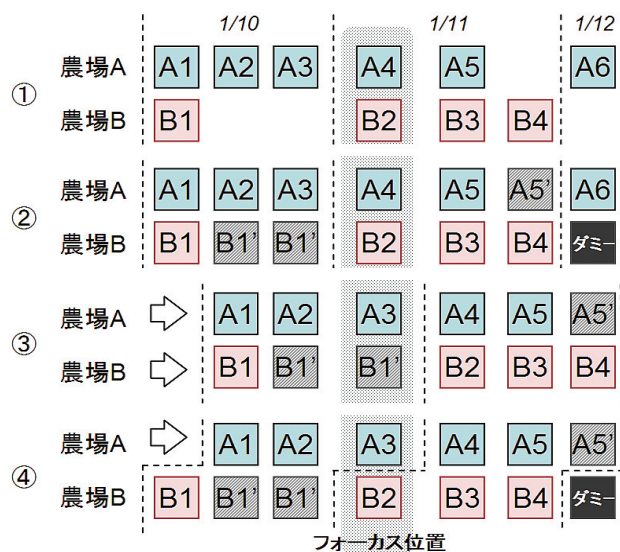 1/10 1/11 1/12
① 農場A A1 A2 A3 A4 A5 A6
農場B B1 B2 B3 B4
② 農場A A1 A2 A3 A4 A5 A5' A6
農場B B1 B1' B1' B2 B3 B4 ダミー
③ 農場A A1 A2 A3 A4 A5 A5'
農場B B1 B1' B1' B2 B3 B4
④ 農場A A1 A2 A3 A4 A5 A5'
農場B B1 B1' B1' B2 B3 B4 ダミー
フォーカス位置